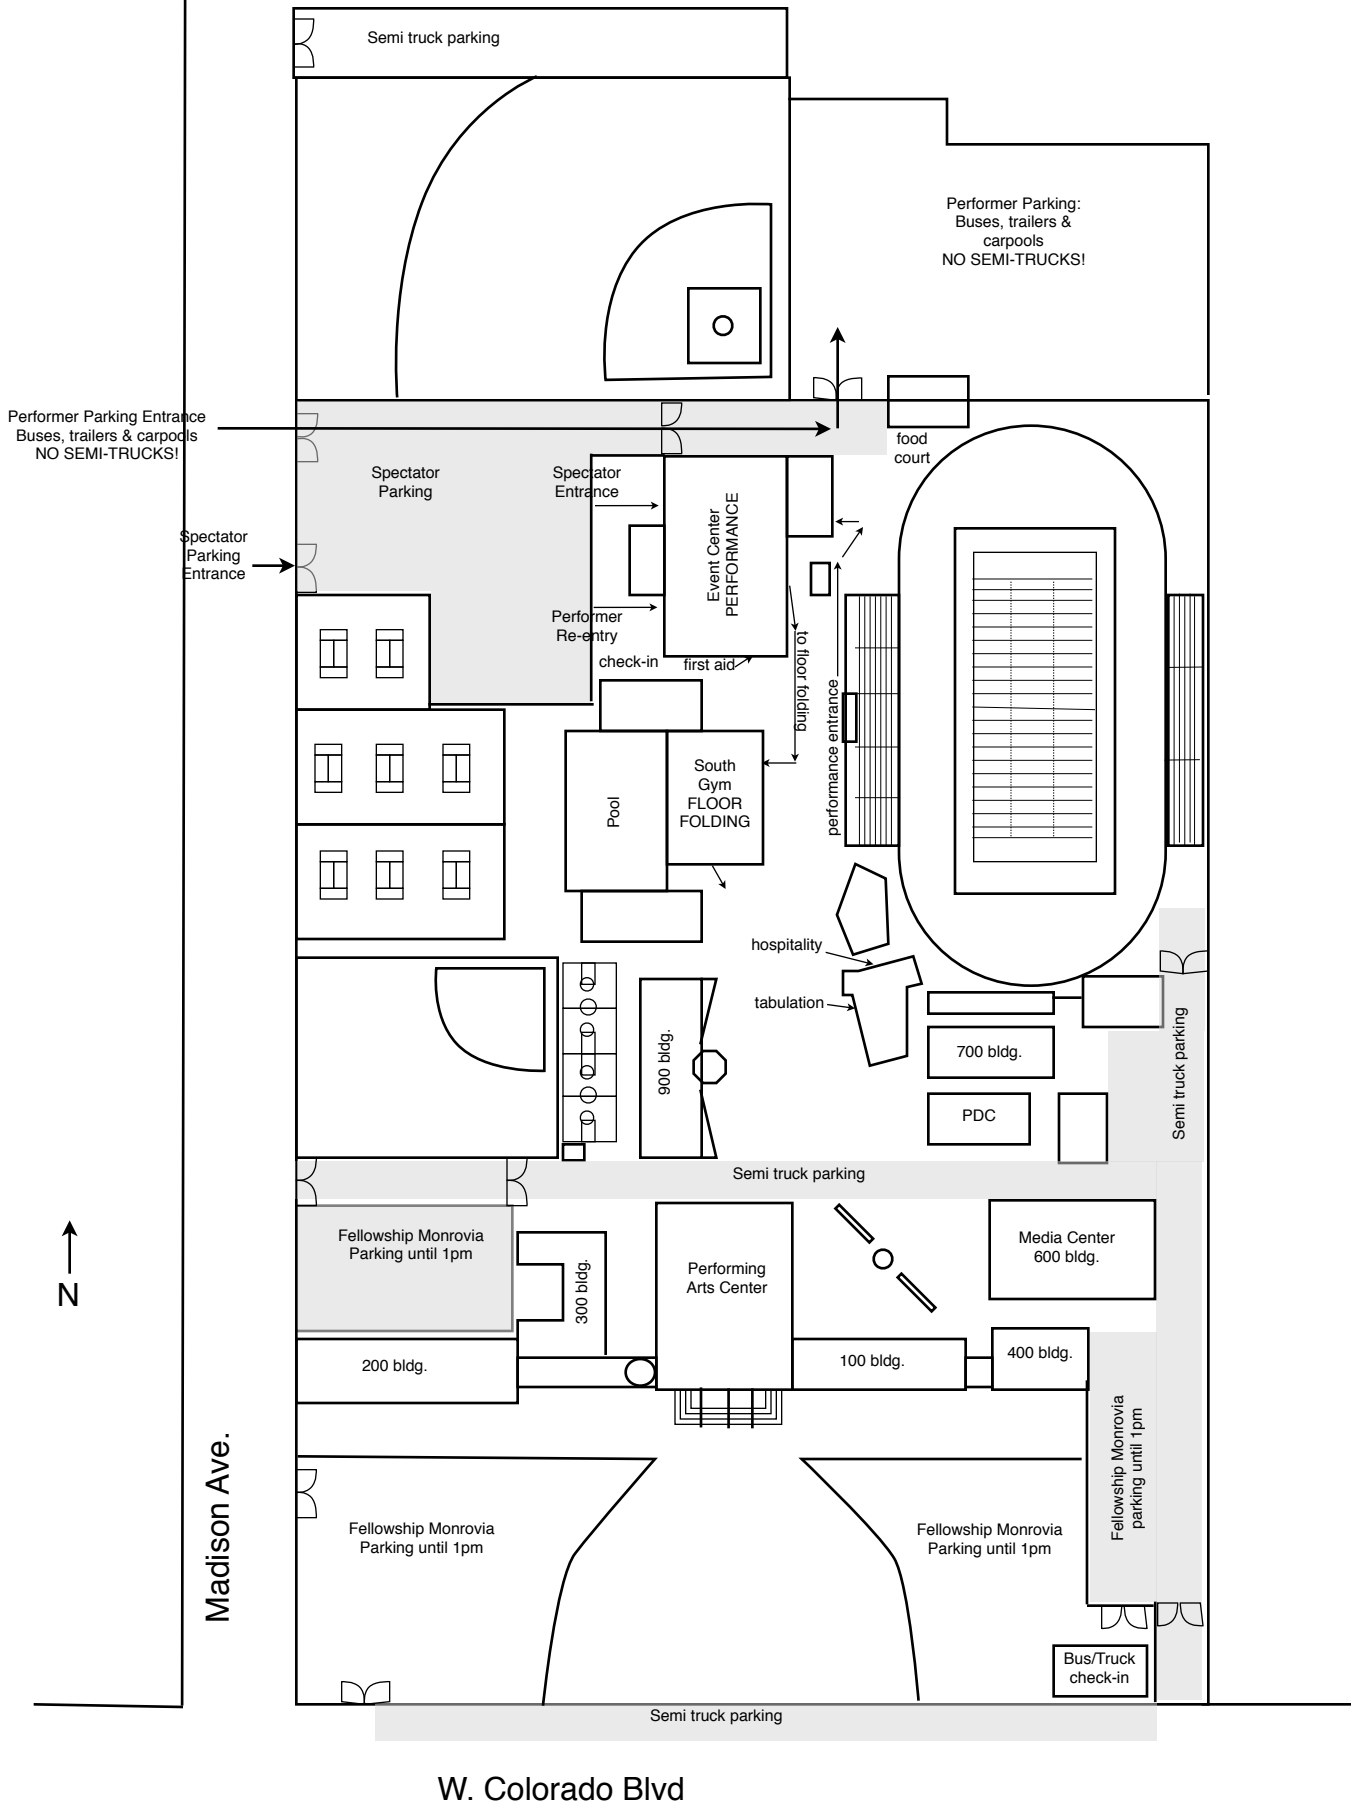 Semi truck parking
Performer Parking:
Buses, trailers &
carpools
NO SEMI-TRUCKS!
Performer Parking Entrance
Buses, trailers & carpools
NO SEMI-TRUCKS!
food
court
Spectator
Parking
Spectator
Entrance
Event Center
PERFORMANCE
Spectator
Parking
Entrance
Performer
Re-entry
check-in
first aid
to floor folding
performance entrance
Pool
South
Gym
FLOOR
FOLDING
hospitality
tabulation
900 bldg.
700 bldg.
PDC
Semi truck parking
Semi truck parking
Fellowship Monrovia
Parking until 1pm
300 bldg.
Performing
Arts Center
Media Center
600 bldg.
N
200 bldg.
100 bldg.
400 bldg.
Fellowship Monrovia
parking until 1pm
Madison Ave.
Fellowship Monrovia
Parking until 1pm
Fellowship Monrovia
Parking until 1pm
Bus/Truck
check-in
Semi truck parking
W. Colorado Blvd